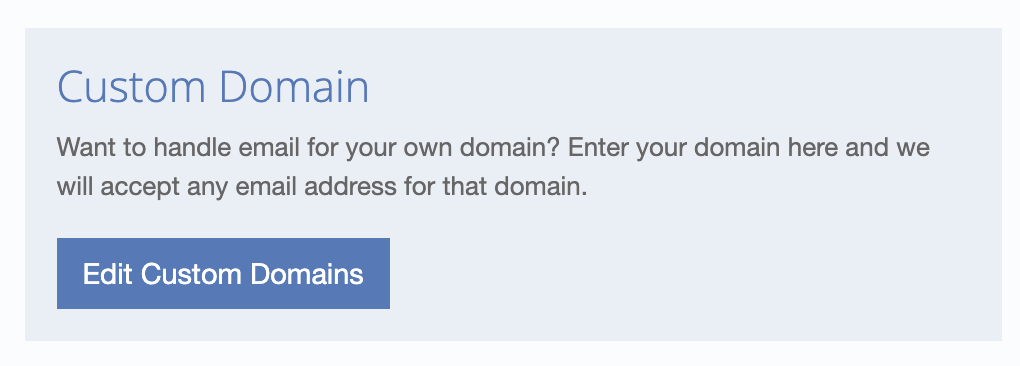 Custom Domain
Want to handle email for your own domain? Enter your domain here and we
will accept any email address for that domain.
Edit Custom Domains